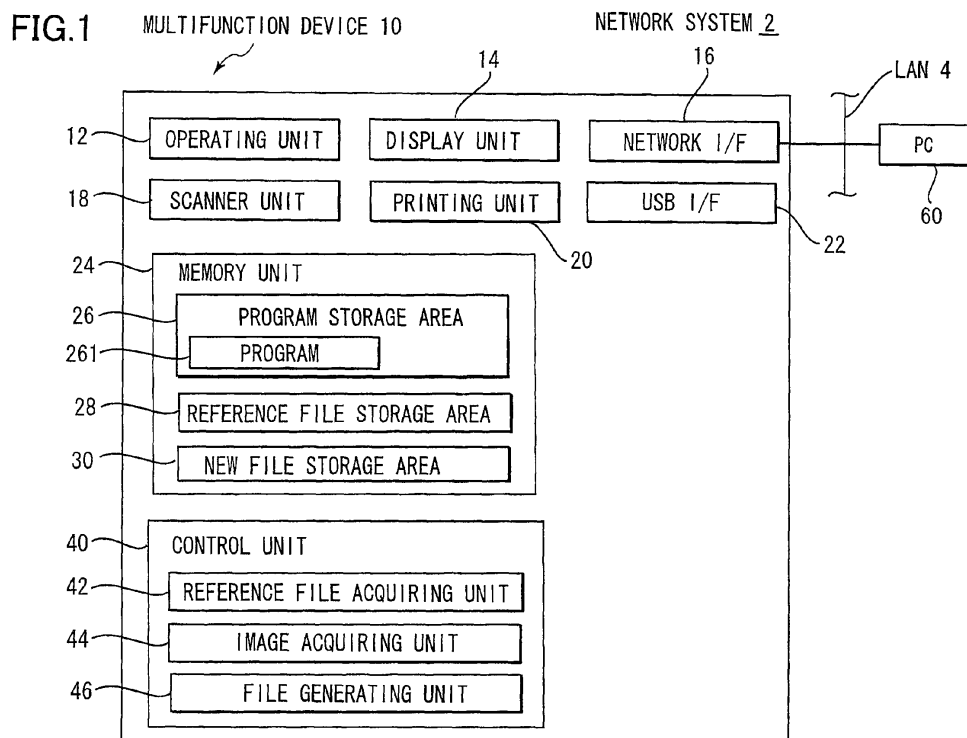 FIG.1
MULTIFUNCTION DEVICE 10
NETWORK SYSTEM 2
14
16
LAN 4
12
OPERATING UNIT
DISPLAY UNIT
NETWORK I/F
PC
18
SCANNER UNIT
PRINTING UNIT
USB I/F
60
20
22
24
MEMORY UNIT
26
PROGRAM STORAGE AREA
261
PROGRAM
28
REFERENCE FILE STORAGE AREA
30
NEW FILE STORAGE AREA
40
CONTROL UNIT
42
REFERENCE FILE ACQUIRING UNIT
44
IMAGE ACQUIRING UNIT
46
FILE GENERATING UNIT